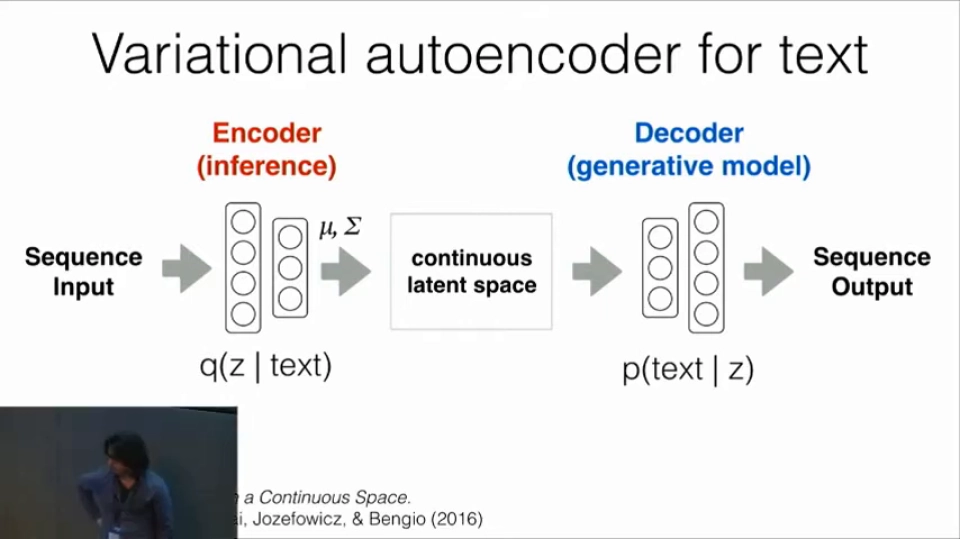 Variational autoencoder for text
Encoder
(inference)
Decoder
(generative model)
μ, Σ
Sequence
Input
continuous
latent space
Sequence
Output
q(z | text)
p(text | z)
a Continuous Space.
Jozefowicz, & Bengio (2016)